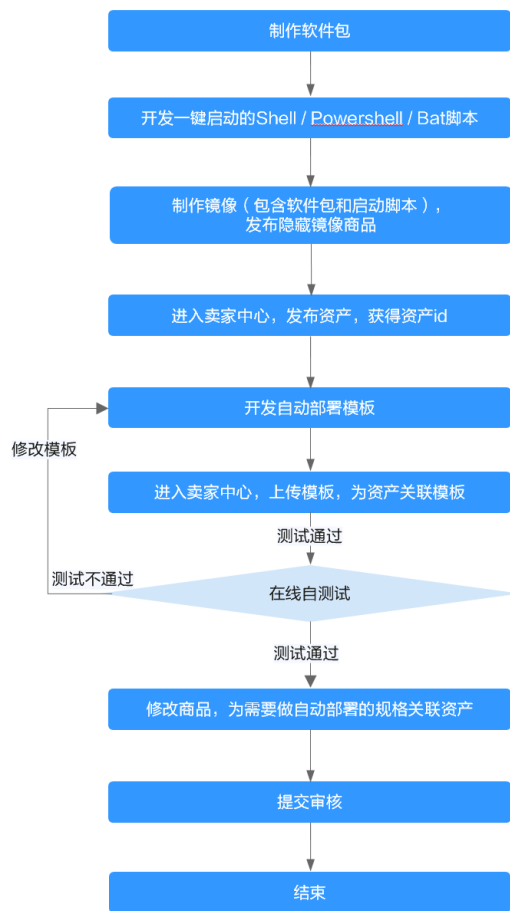 制作软件包
开发一键启动的Shell / Powershell / Bat脚本
制作镜像（包含软件包和启动脚本），
发布隐藏镜像商品
进入卖家中心，发布资产，获得资产id
开发自动部署模板
修改模板
进入卖家中心，上传模板，为资产关联模板
测试通过
测试不通过
在线自测试
测试通过
修改商品，为需要做自动部署的规格关联资产
提交审核
结束